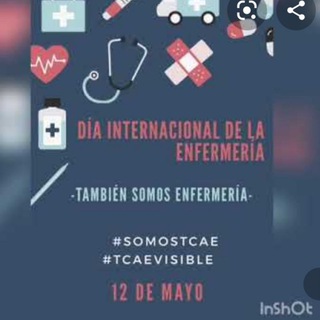 DÍA INTERNACIONAL DE LA
ENFERMERÍA
-TAMBIÉN SOMOS ENFERMERÍA-
#SOMOSTCAE
#TCAEVISIBLE
12 DE MAYO
InShOt